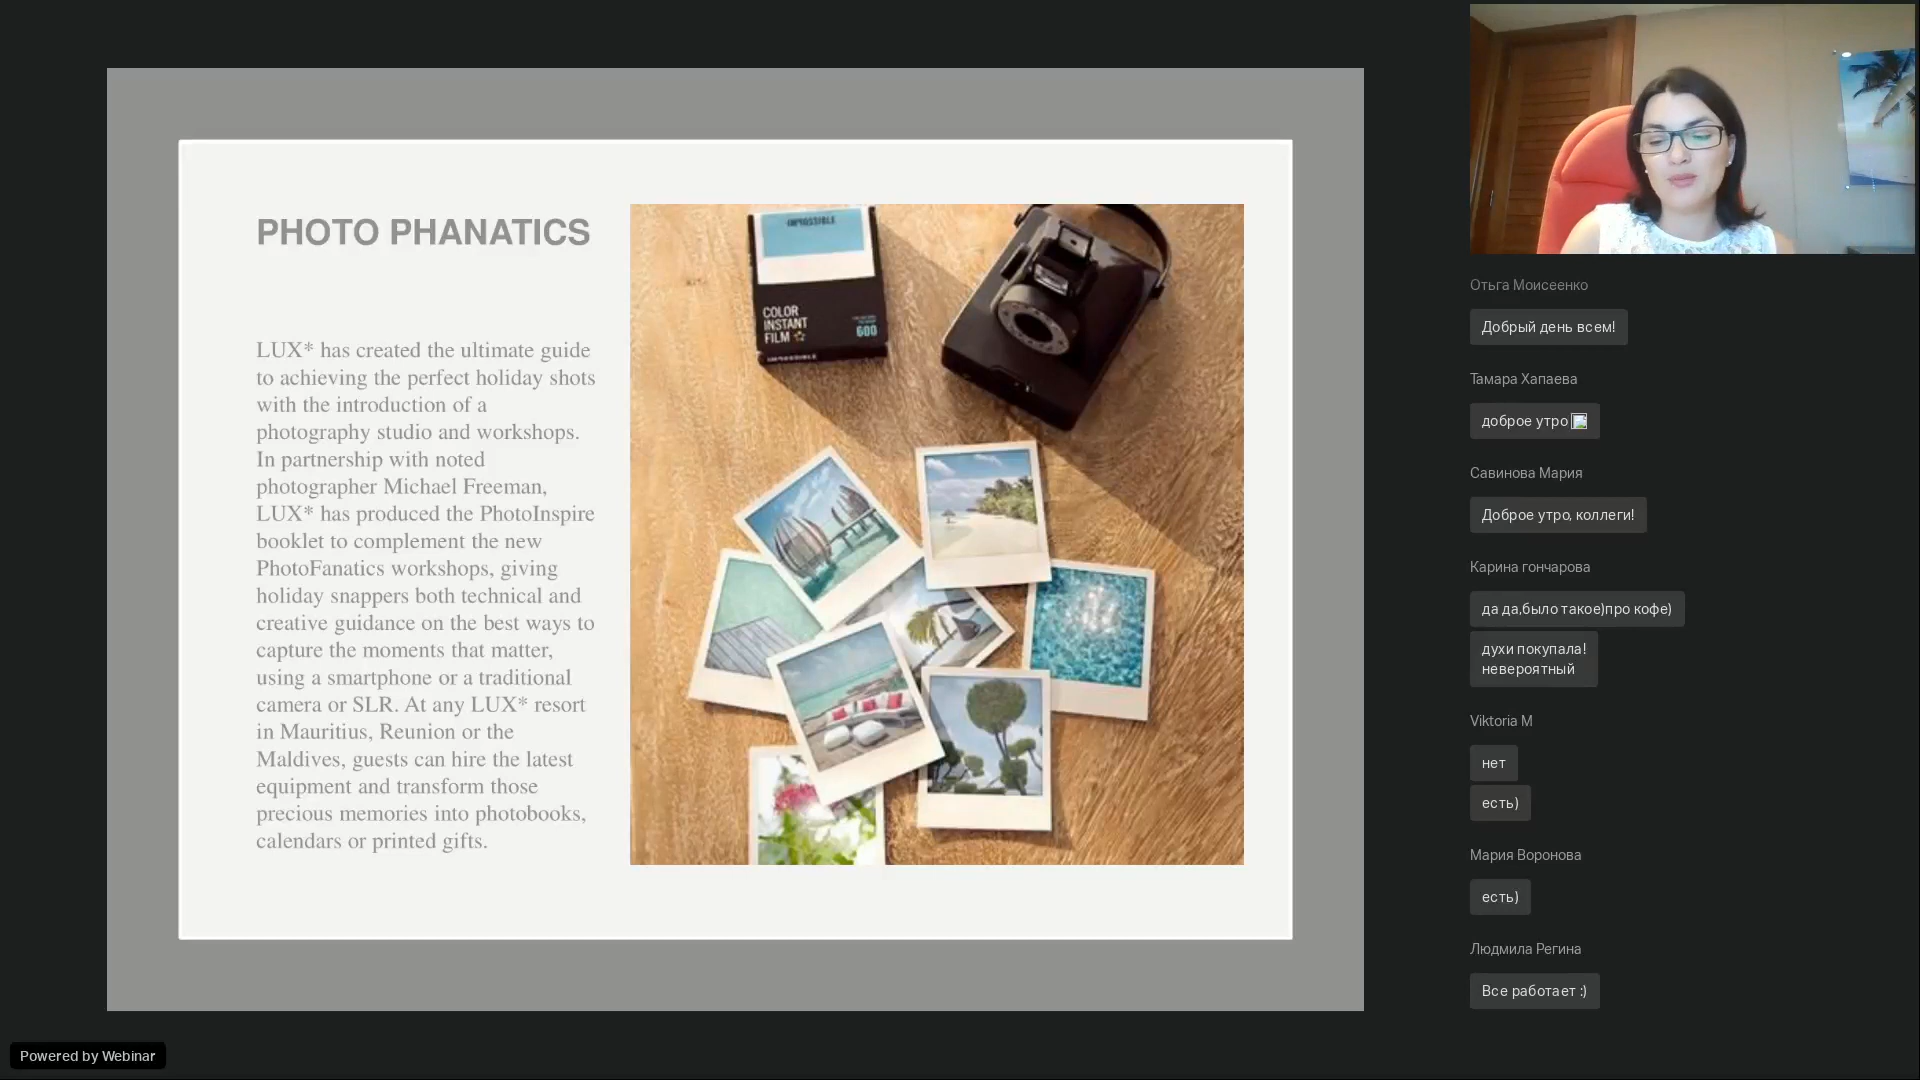 PHOTO PHANATICS
LUX* has created the ultimate guide
to achieving the perfect holiday shots
with the introduction of a
photography studio and workshops.
In partnership with noted
photographer Michael Freeman,
LUX* has produced the PhotoInspire
booklet to complement the new
PhotoFanatics workshops, giving
holiday snappers both technical and
creative guidance on the best ways to
capture the moments that matter,
using a smartphone or a traditional
camera or SLR. At any LUX* resort
in Mauritius, Reunion or the
Maldives, guests can hire the latest
equipment and transform those
precious memories into photobooks,
calendars or printed gifts.
IMPOSSIBLE
COLOR
INSTANT
FILM
600
Отьга Моисеенко
Добрый день всем!
Тамара Хапаева
доброе утро
Савинова Мария
Доброе утро, коллеги!
Карина гончарова
да да,было такое)про кофе)
духи покупала!
невероятный
Viktoria M
нет
есть)
Мария Воронова
есть)
Людмила Регина
Все работает :)
Powered by Webinar